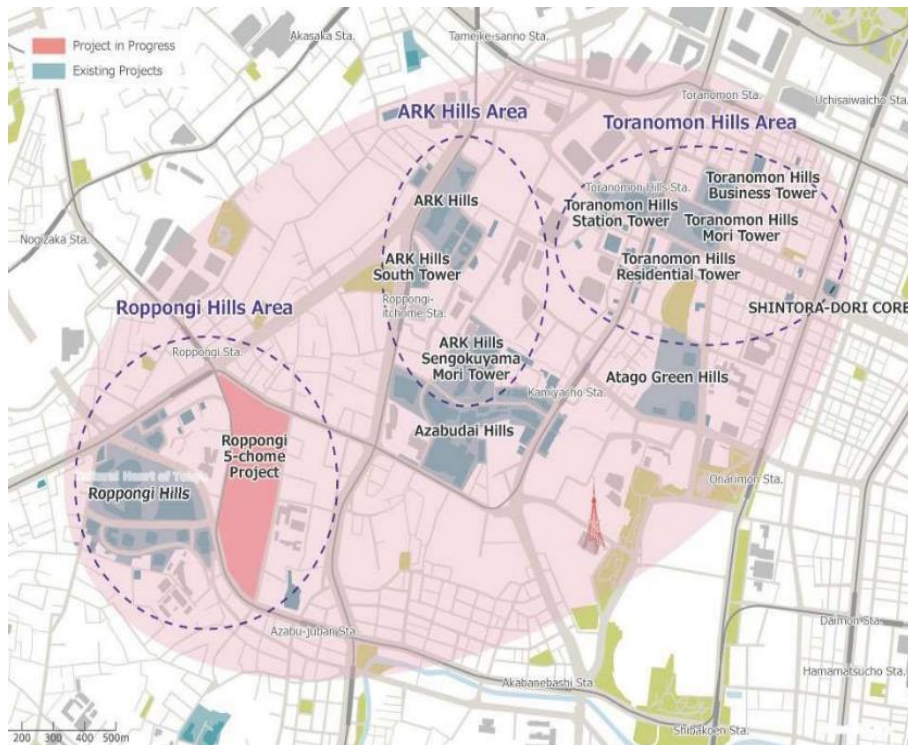 Project in Progress
Existing Projects
Akasaka Sta.
Tameike-sanno Sta.
Toranomon Sta.
Uchisaiwaicho Sta.
ARK Hills Area
Toranomon Hills Area
Toranomon Hills Sta.
Toranomon Hills
Business Tower
ARK Hills
Toranomon Hills
Station Tower
Toranomon Hills
Mori Tower
Nogizaka Sta.
ARK Hills
South Tower
Toranomon Hills
Residential Tower
Roppongi Hills Area
Roppongi-
itchome Sta.
SHINTORA-DORI CORE
Roppongi Sta.
ARK Hills
Sengokuyama
Mori Tower
Atago Green Hills
Kamiyacho Sta.
Azabudai Hills
Roppongi
5-chome
Project
Heart of
Roppongi Hills
Onarimon Sta.
Azabu-juban Sta.
Daimon Sta.
Hamamatsucho Sta.
Akabanebashi Sta.
Shibakoen Sta.
200 300 400 500m